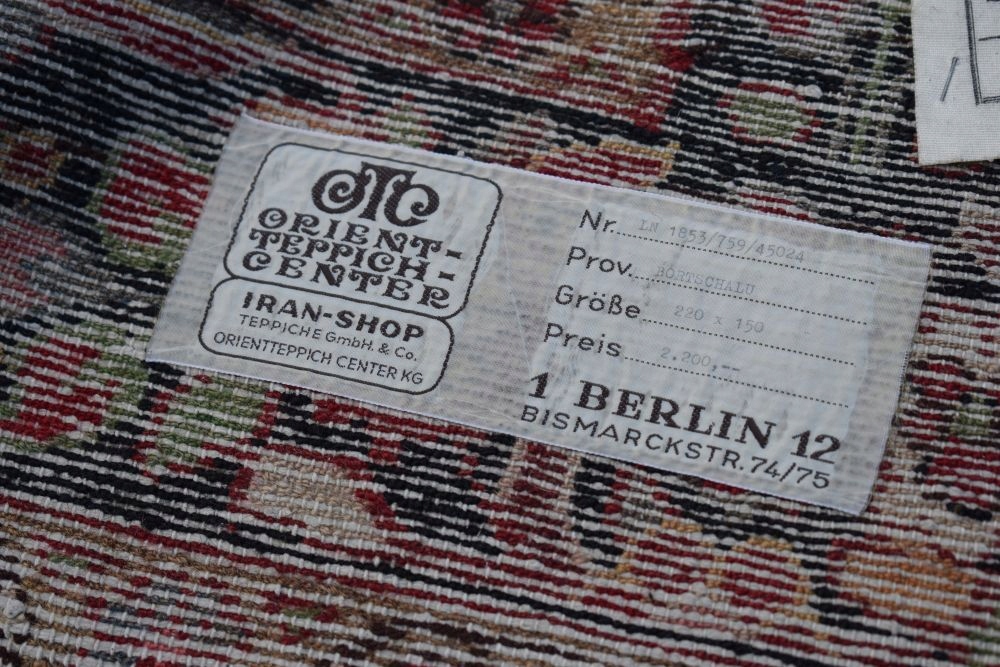 OTC
ORIENT-
TEPPICH-
CENTER
IRAN-SHOP
TEPPICHE GmbH. & Co.
ORIENTTEPPICH CENTER KG
Nr. LN 1853/759/45024
Prov. BORTSCHALU
Größe 220 x 150
Preis 2.200,--
1 BERLIN 12
BISMARCKSTR. 74/75